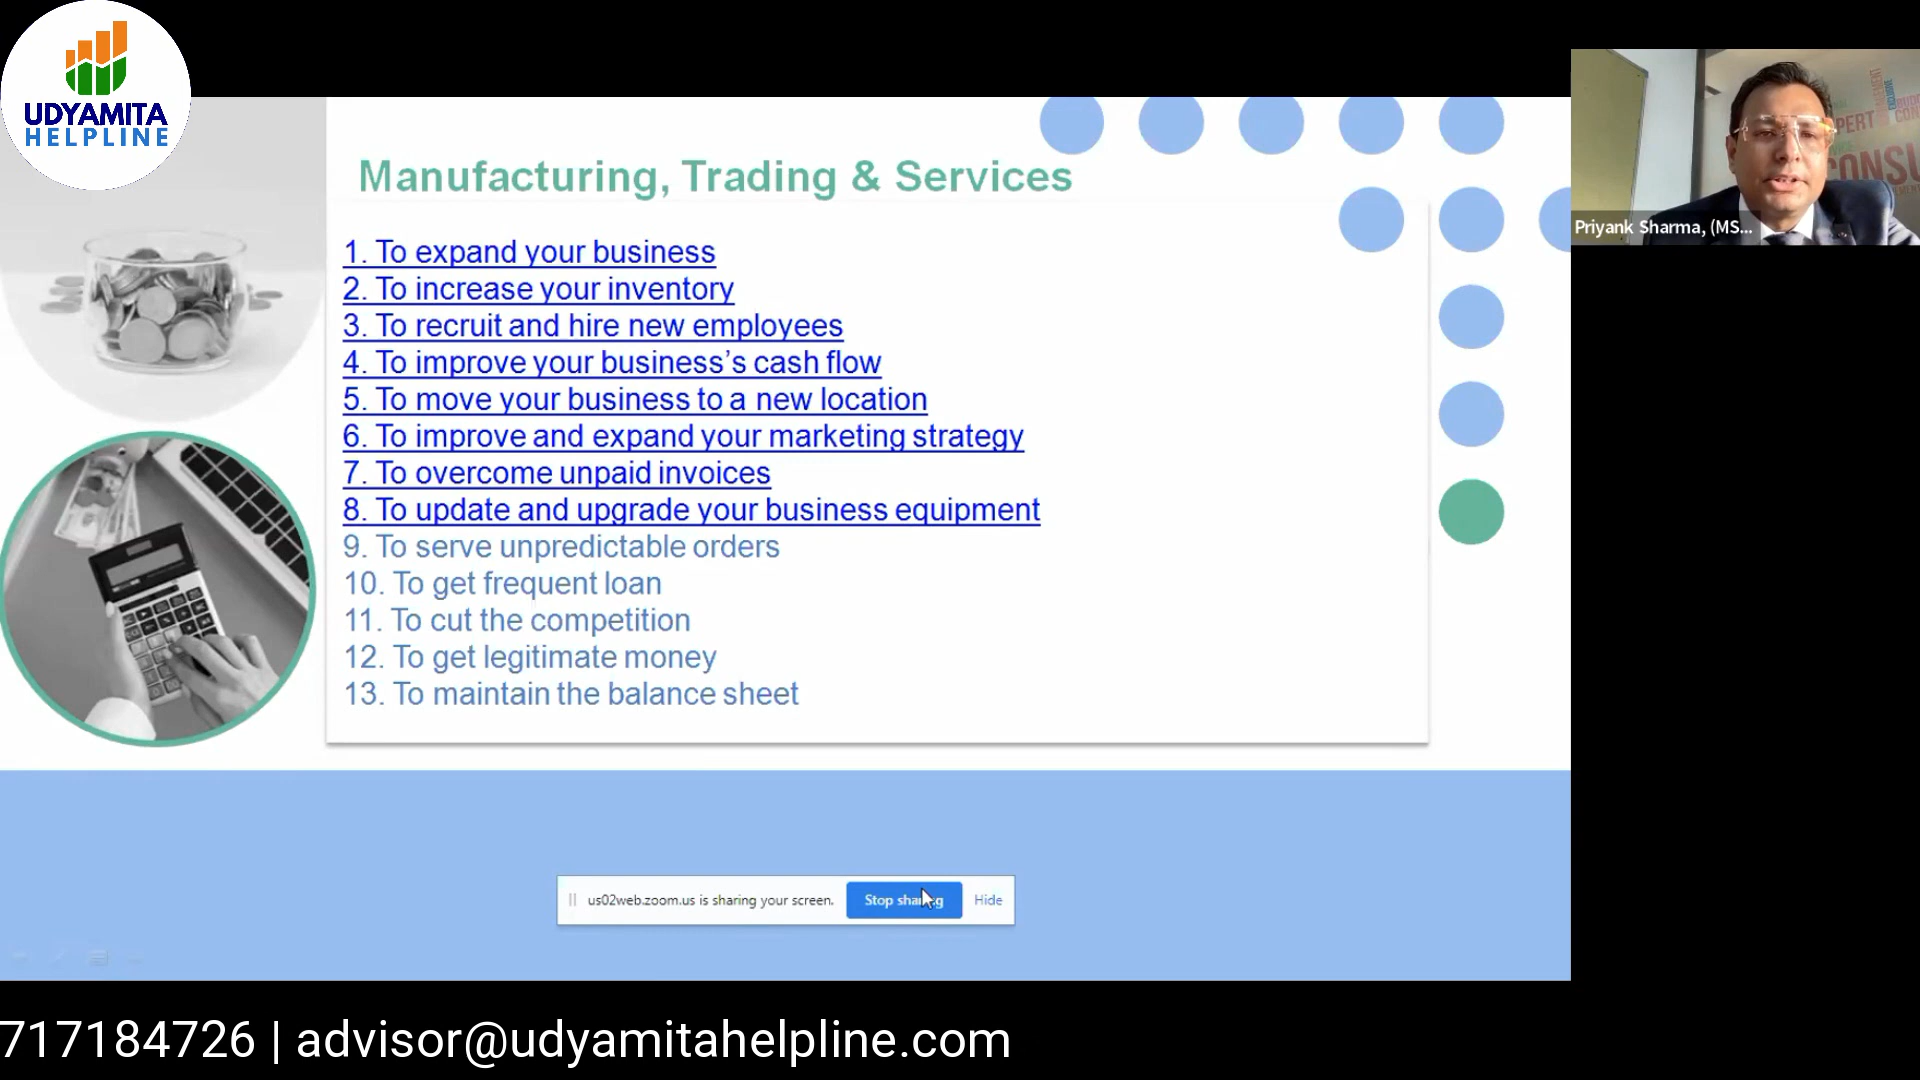 UDYAMITA
HELPLINE
Manufacturing, Trading & Services
1. To expand your business
2. To increase your inventory
3. To recruit and hire new employees
4. To improve your business’s cash flow
5. To move your business to a new location
6. To improve and expand your marketing strategy
7. To overcome unpaid invoices
8. To update and upgrade your business equipment
9. To serve unpredictable orders
10. To get frequent loan
11. To cut the competition
12. To get legitimate money
13. To maintain the balance sheet
EXPERT
CONSU
Priyank Sharma, (MS...
us02web.zoom.us is sharing your screen. Stop sharing Hide
717184726 | advisor@udyamitahelpline.com